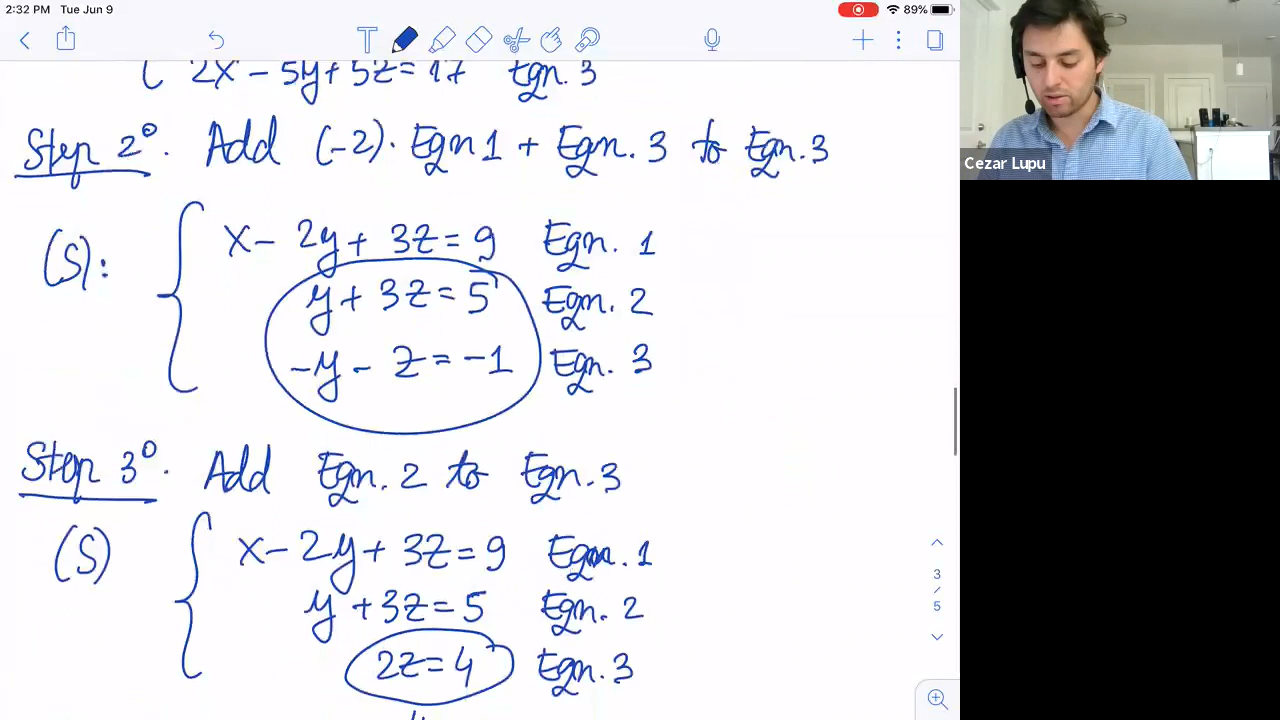 2:32 PM Tue Jun 9
89%
2x - 5y + 5z = 17 Eqn. 3
Step 2°. Add (-2). Eqn 1 + Eqn. 3 to Eqn. 3
(S): x - 2y + 3z = 9 Eqn. 1
y + 3z = 5 Eqn. 2
-y - z = -1 Eqn. 3
Step 3°. Add Eqn. 2 to Eqn. 3
(S) x - 2y + 3z = 9 Eqn. 1
y + 3z = 5 Eqn. 2
2z = 4 Eqn. 3
3
/
5
Cezar Lupu